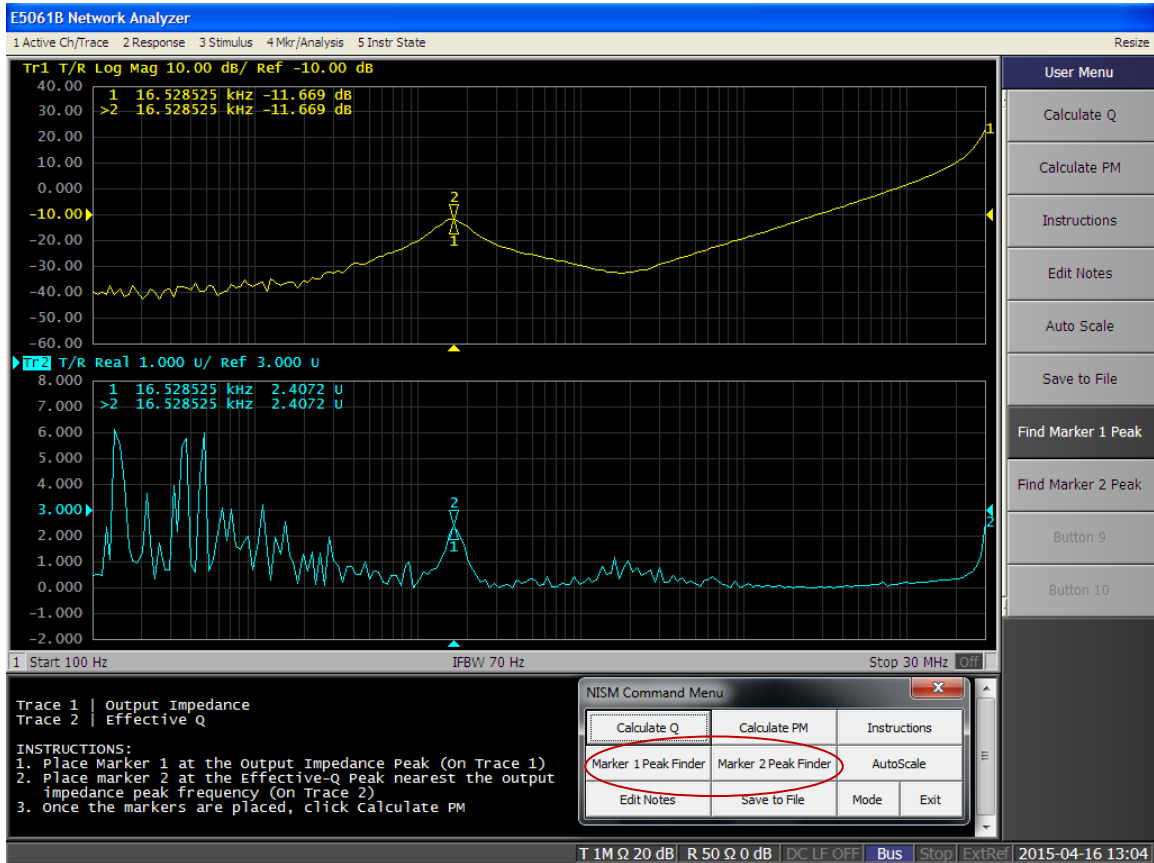 E5061B Network Analyzer
1 Active Ch/Trace 2 Response 3 Stimulus 4 Mkr/Analysis 5 Instr State Resize
Tr1 T/R Log Mag 10.00 dB/ Ref -10.00 dB
40.00
1 16.528525 kHz -11.669 dB
30.00
>2 16.528525 kHz -11.669 dB
20.00
1
10.00
0.000
2
-10.00
1
-20.00
-30.00
-40.00
-50.00
-60.00
Tr2 T/R Real 1.000 U/ Ref 3.000 U
8.000
1 16.528525 kHz 2.4072 U
7.000
>2 16.528525 kHz 2.4072 U
6.000
5.000
4.000
2
3.000
2
2.000
1
1.000
0.000
-1.000
-2.000
1 Start 100 Hz IFBW 70 Hz Stop 30 MHz Off
User Menu
Calculate Q
Calculate PM
Instructions
Edit Notes
Auto Scale
Save to File
Find Marker 1 Peak
Find Marker 2 Peak
Button 9
Button 10
Trace 1 | Output Impedance
Trace 2 | Effective Q
INSTRUCTIONS:
1. Place Marker 1 at the Output Impedance Peak (On Trace 1)
2. Place marker 2 at the Effective-Q Peak nearest the output
impedance peak frequency (On Trace 2)
3. Once the markers are placed, click Calculate PM
NISM Command Menu
X
Calculate Q Calculate PM Instructions
Marker 1 Peak Finder Marker 2 Peak Finder AutoScale
Edit Notes Save to File Mode Exit
T 1M Ω 20 dB R 50 Ω 0 dB DC LF OFF Bus Stop ExtRef 2015-04-16 13:04